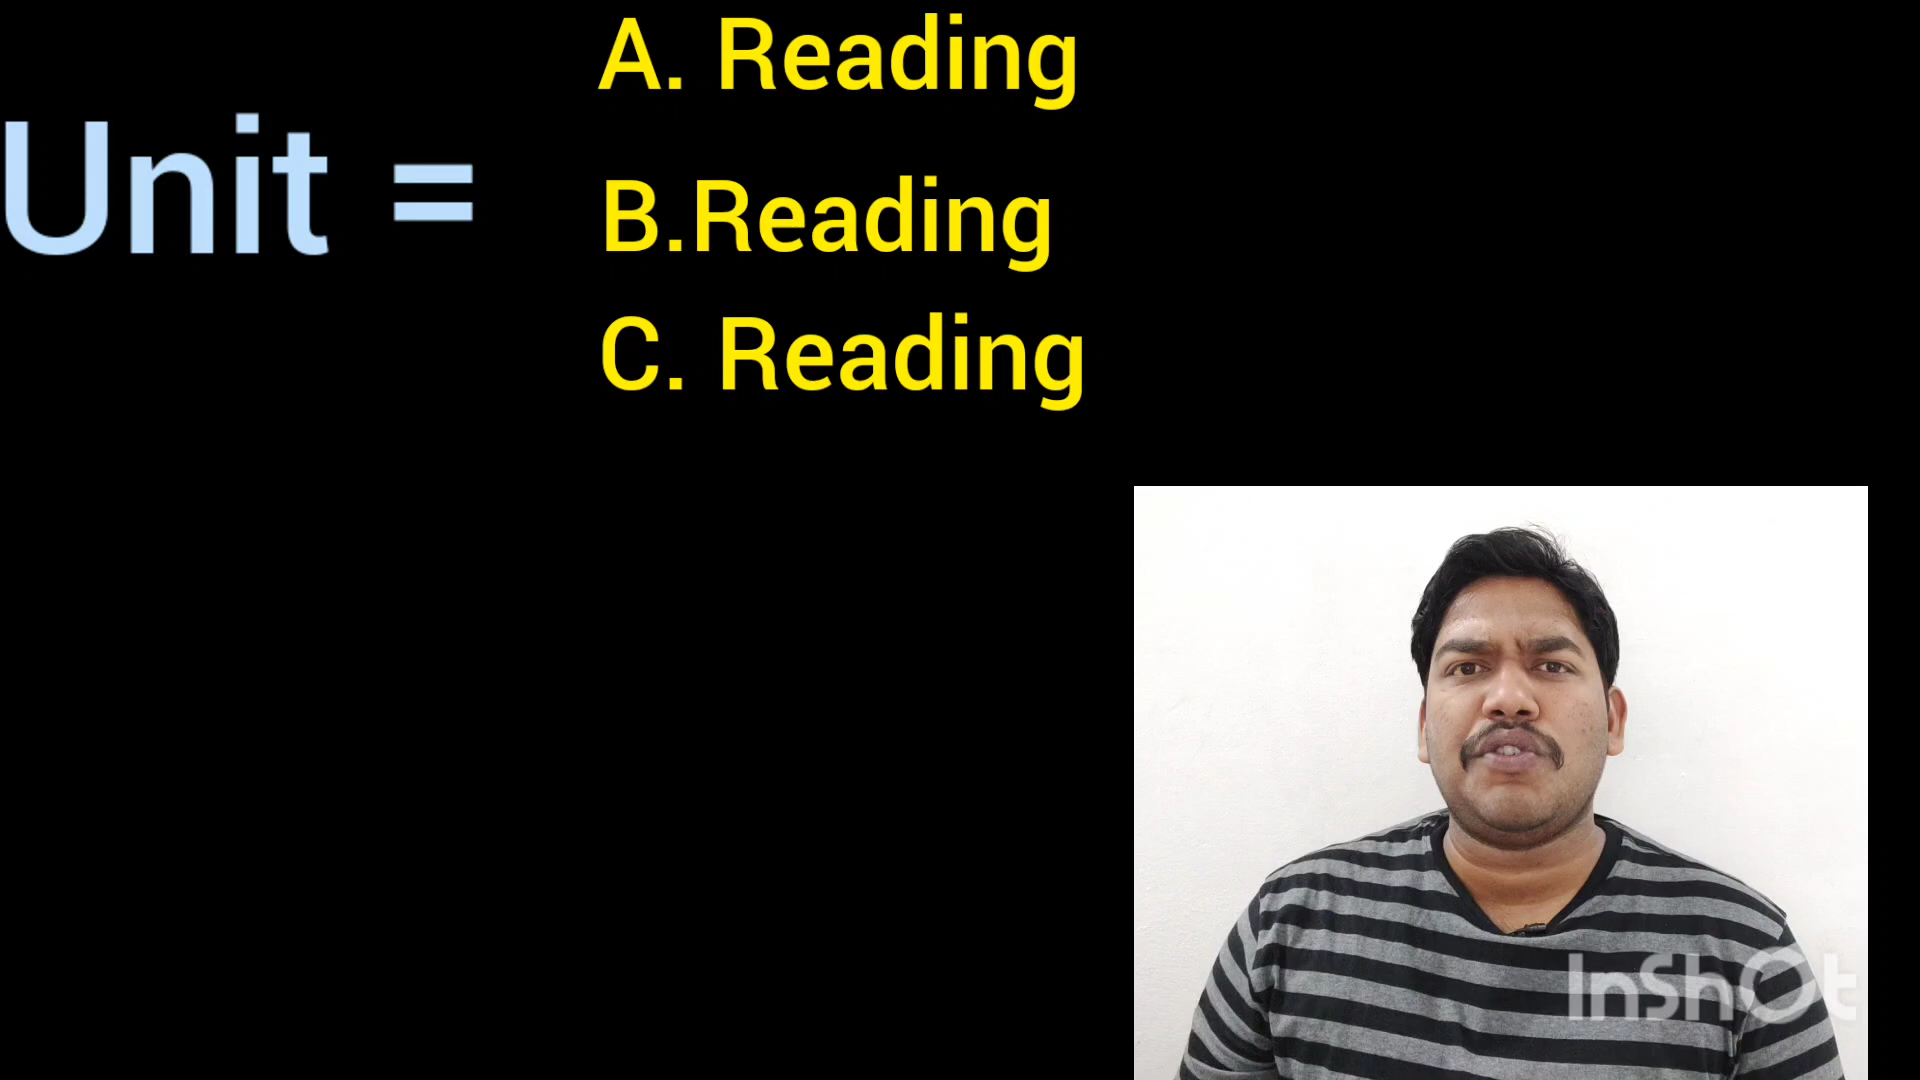 A. Reading
Unit =
B.Reading
C. Reading
InShOt